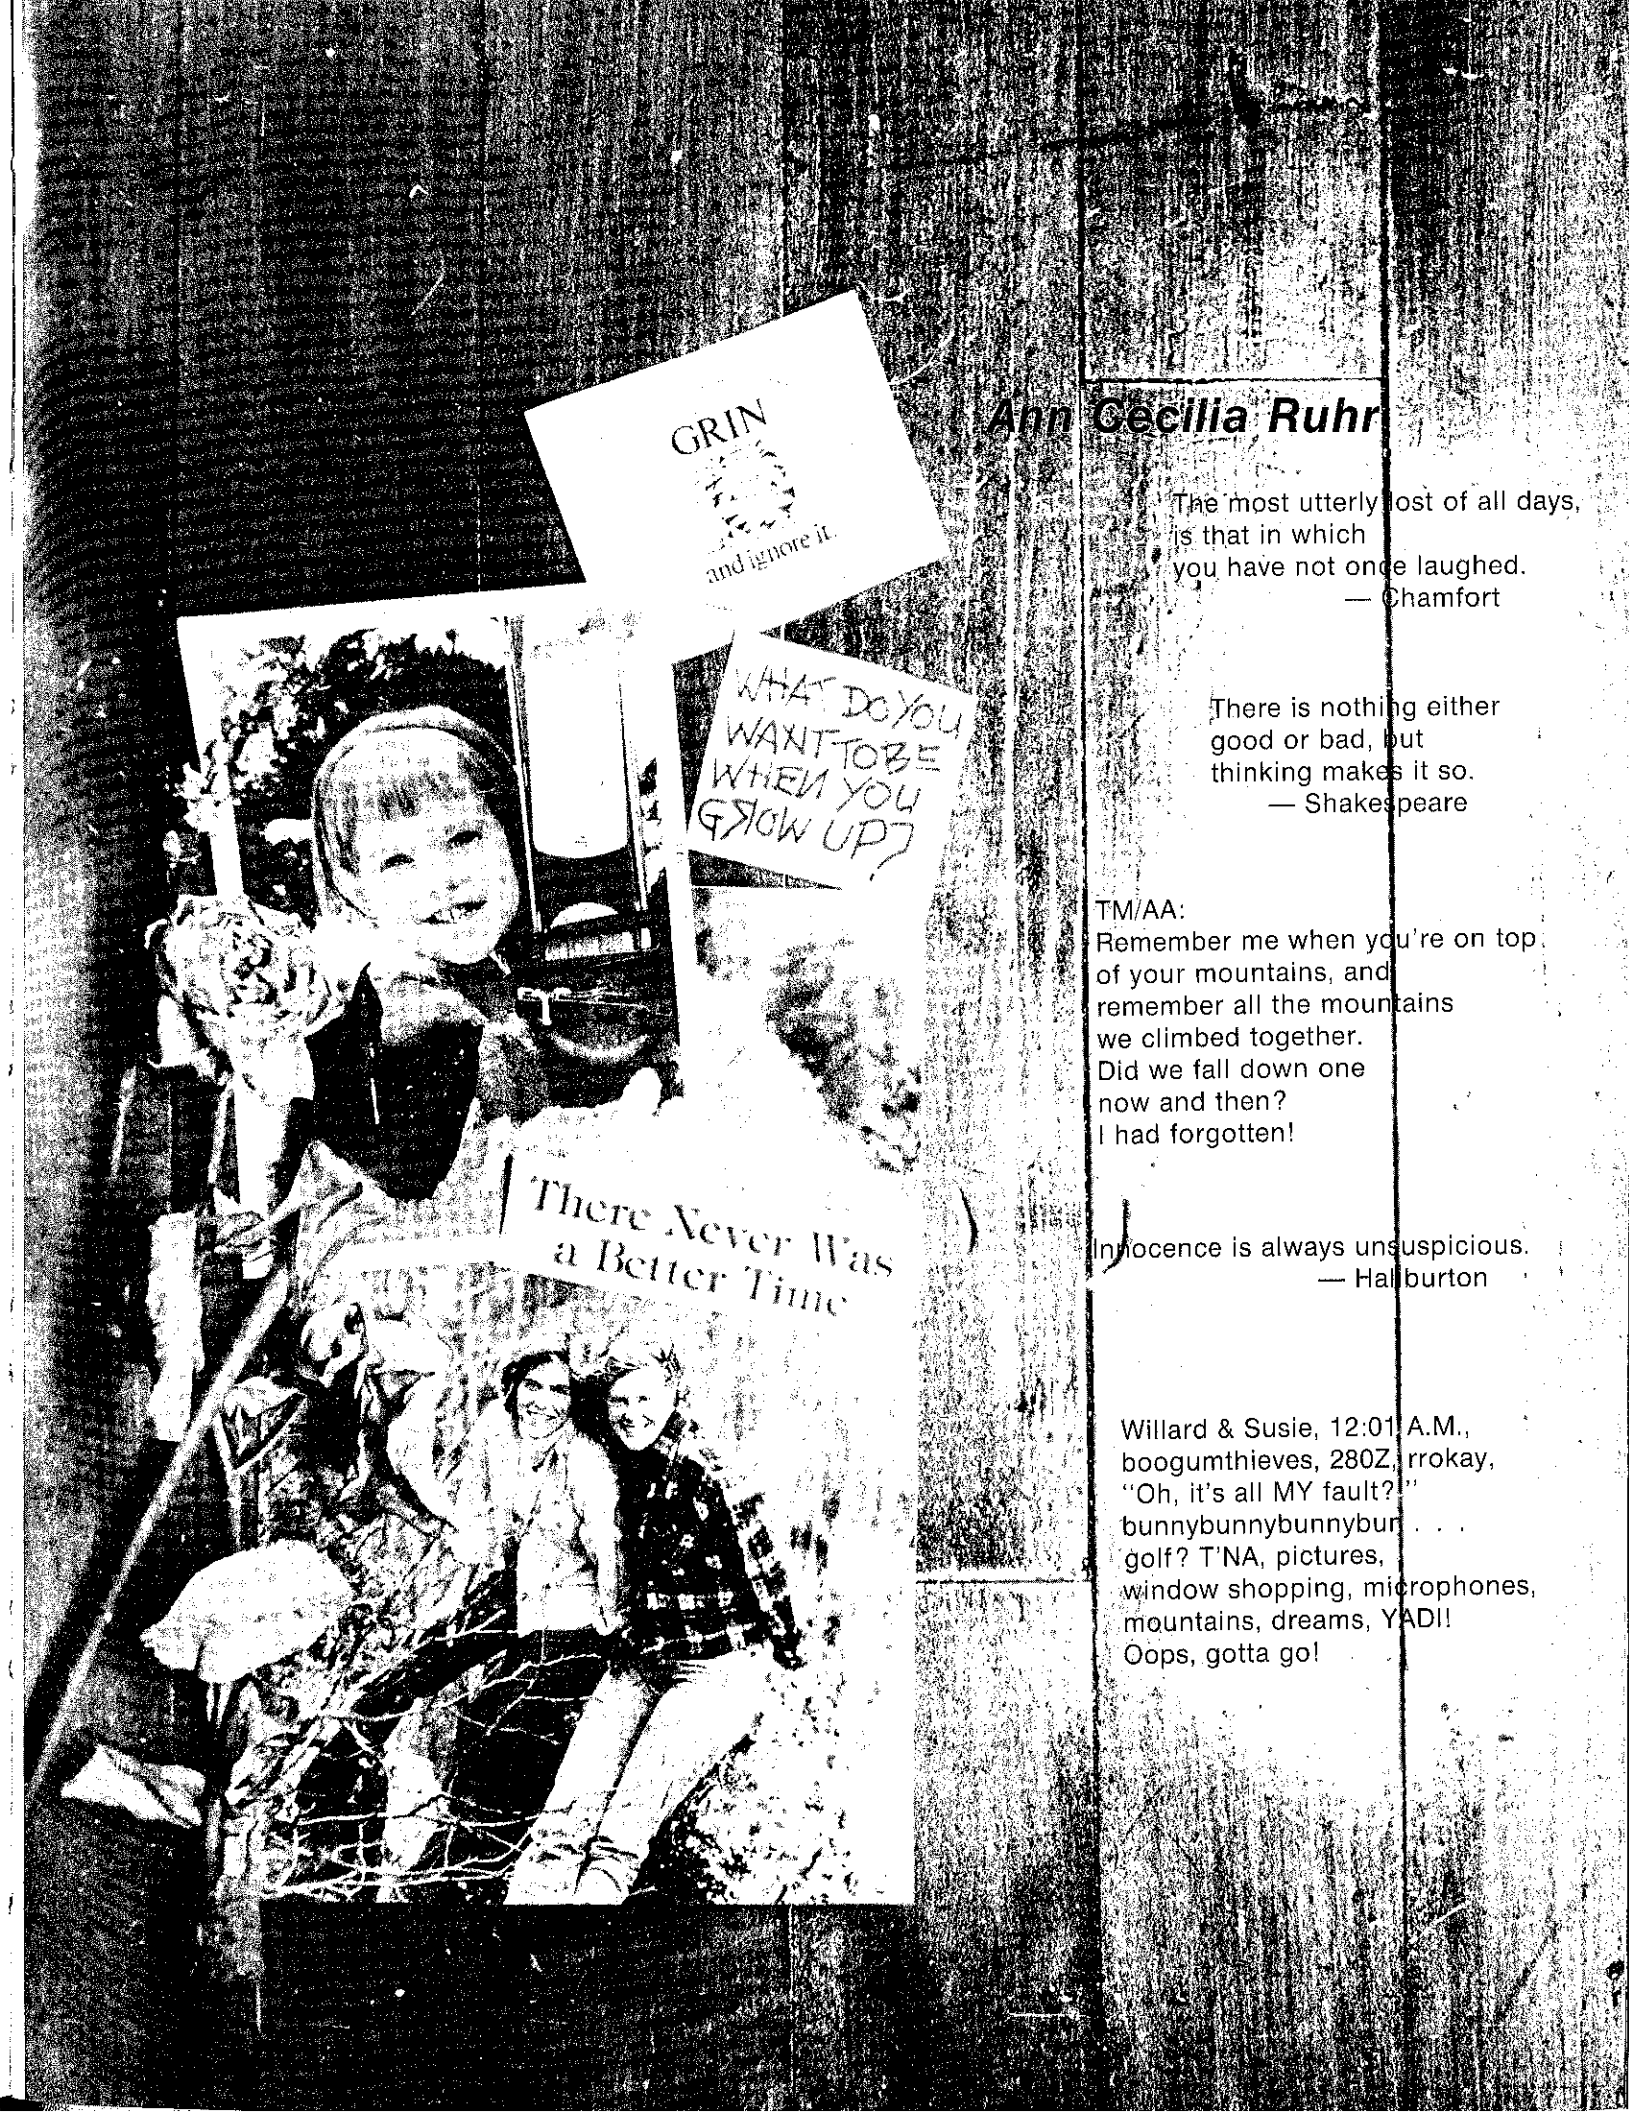 GRIN
and ignore it.
WHAT DO YOU
WANT TO BE
WHEN YOU
GROW UP?
There Never Was
a Better Time
Ann Cecilia Ruhr
The most utterly lost of all days,
is that in which
you have not once laughed.
— Chamfort
There is nothing either
good or bad, but
thinking makes it so.
— Shakespeare
TM/AA:
Remember me when you're on top
of your mountains, and
remember all the mountains
we climbed together.
Did we fall down one
now and then?
I had forgotten!
Innocence is always unsuspicious.
— Haliburton
Willard & Susie, 12:01 A.M.,
boogumthieves, 280Z, rrokay,
"Oh, it's all MY fault?!"
bunnybunnybunnybun . . .
golf? T'NA, pictures,
window shopping, microphones,
mountains, dreams, YADI!
Oops, gotta go!